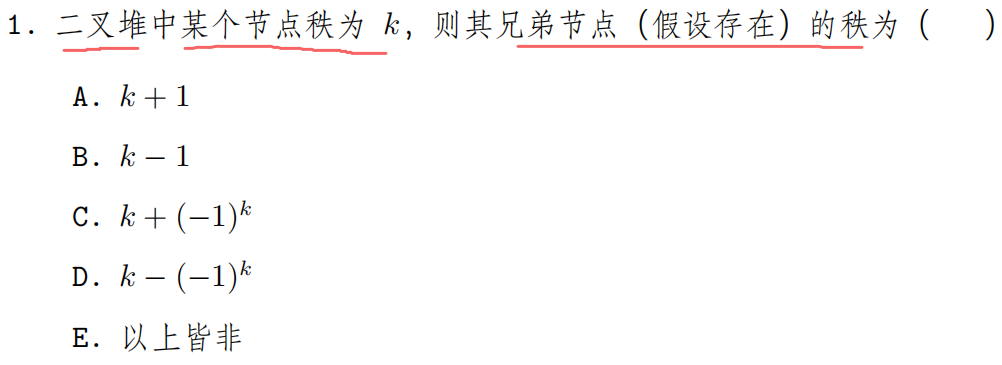 1. 二叉堆中某个节点秩为 k，则其兄弟节点（假设存在）的秩为（　　）
A. k + 1
B. k − 1
C. k + (−1)^k
D. k − (−1)^k
E. 以上皆非